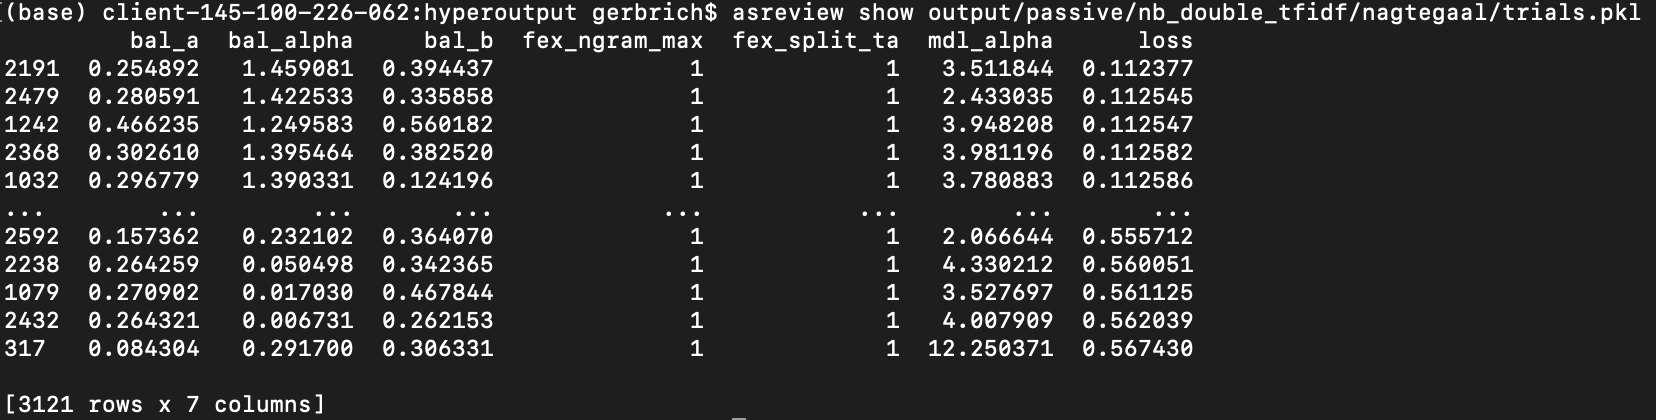 (base) client-145-100-226-062:hyperoutput gerbrich$ asreview show output/passive/nb_double_tfidf/nagtegaal/trials.pkl
bal_a bal_alpha bal_b fex_ngram_max fex_split_ta mdl_alpha loss
2191 0.254892 1.459081 0.394437 1 1 3.511844 0.112377
2479 0.280591 1.422533 0.335858 1 1 2.433035 0.112545
1242 0.466235 1.249583 0.560182 1 1 3.948208 0.112547
2368 0.302610 1.395464 0.382520 1 1 3.981196 0.112582
1032 0.296779 1.390331 0.124196 1 1 3.780883 0.112586
... ... ... ... ... ... ... ...
2592 0.157362 0.232102 0.364070 1 1 2.066644 0.555712
2238 0.264259 0.050498 0.342365 1 1 4.330212 0.560051
1079 0.270902 0.017030 0.467844 1 1 3.527697 0.561125
2432 0.264321 0.006731 0.262153 1 1 4.007909 0.562039
317 0.084304 0.291700 0.306331 1 1 12.250371 0.567430
[3121 rows x 7 columns]